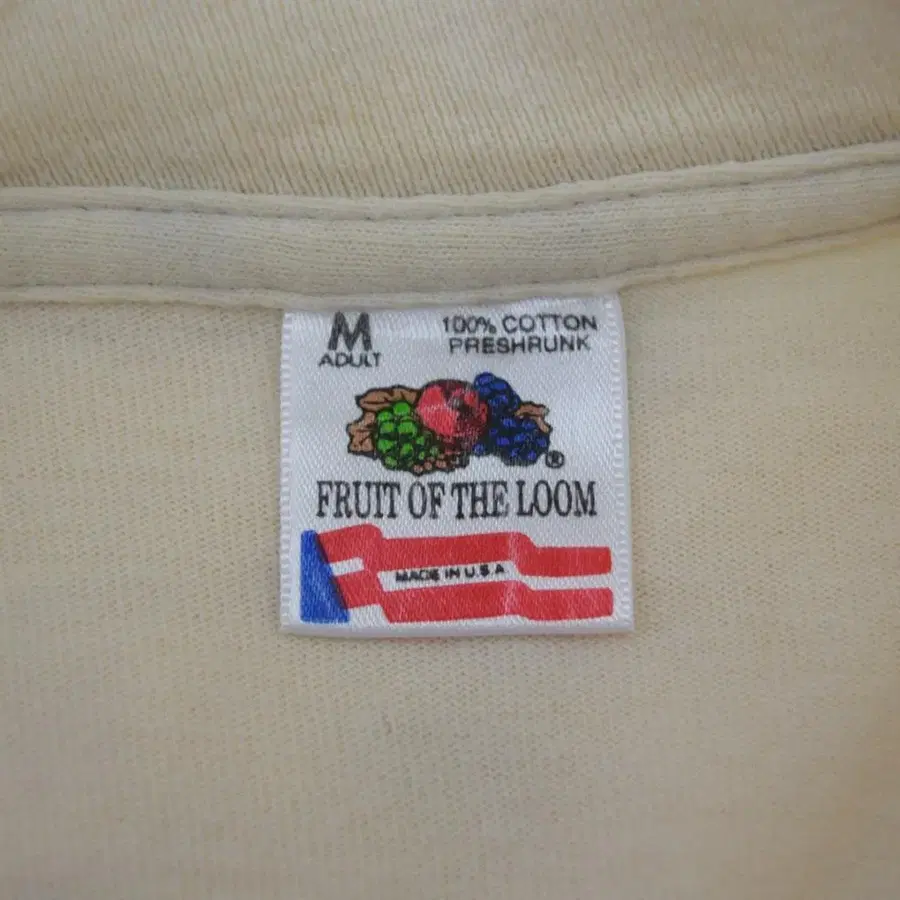 M
ADULT
100% COTTON
PRESHRUNK
®
FRUIT OF THE LOOM
MADE IN U.S.A